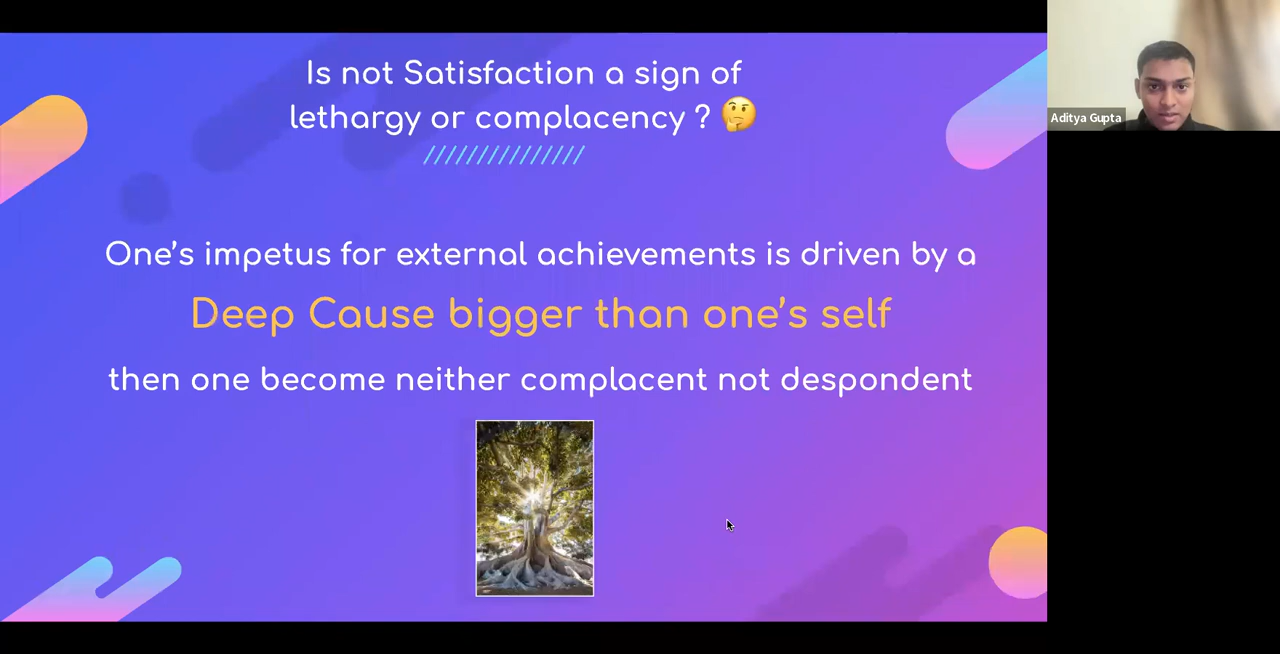 Is not Satisfaction a sign of
lethargy or complacency ? 🤔
///////////////
One's impetus for external achievements is driven by a
Deep Cause bigger than one's self
then one become neither complacent not despondent
Aditya Gupta